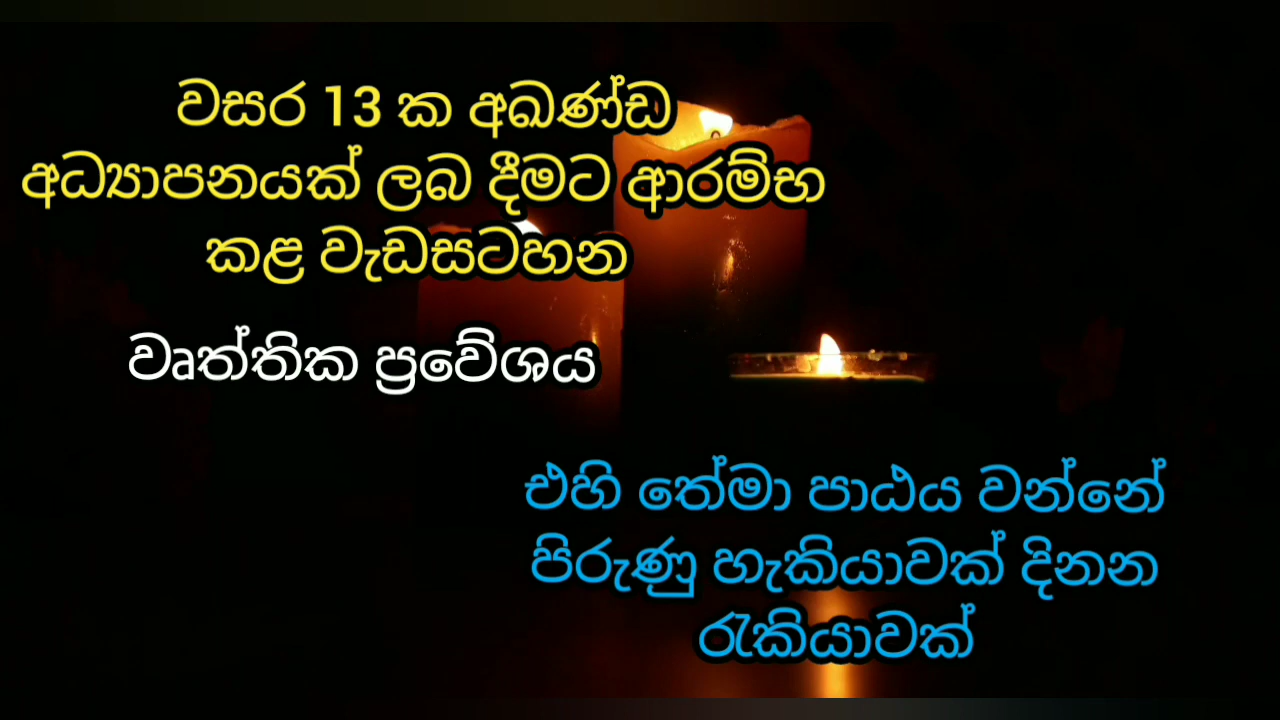 වසර 13 ක අඛණ්ඩ
අධ්‍යාපනයක් ලබ දීමට ආරම්භ
කළ වැඩසටහන
වෘත්තික ප්‍රවේශය
එහි තේමා පාඨය වන්නේ
පිරුණු හැකියාවක් දිනන
රැකියාවක්